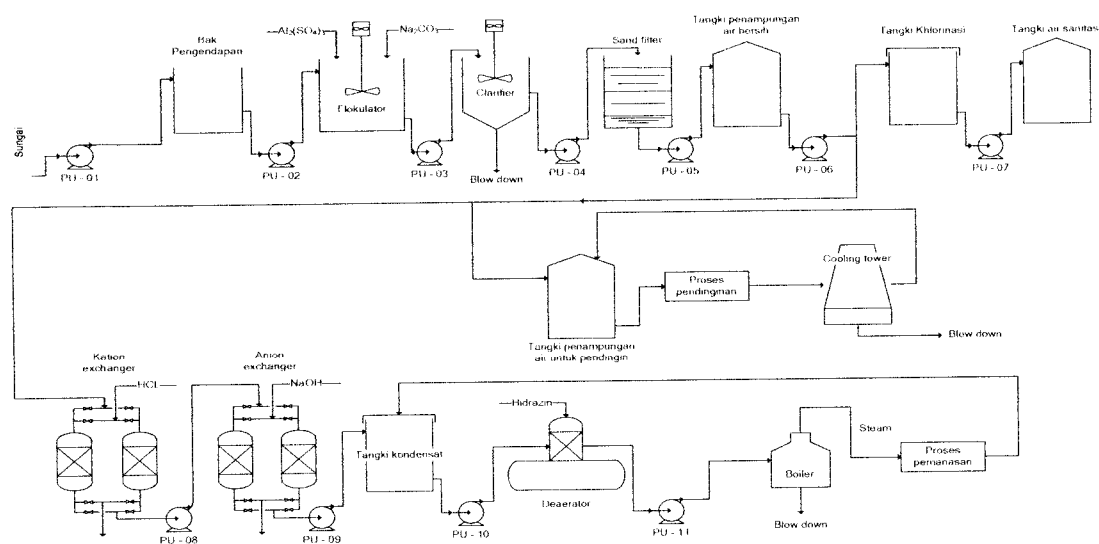 Al₂(SO₄)₃
Na₂CO₃
Bak
Pengendapan
Flokulator
Clarifier
Sand filter
Tangki penampungan
air bersih
Tangki Khlorinasi
Tangki air sanitas
Sungai
Blow down
PU - 01
PU - 02
PU - 03
PU - 04
PU - 05
PU - 06
PU - 07
Tangki penampungan
air untuk pendingin
Proses
pendinginan
Cooling tower
Blow down
Kation
exchanger
HCL
Anion
exchanger
NaOH
Tangki kondensat
Hidrazin
Deaerator
Boiler
Steam
Proses
pemanasan
Blow down
PU - 08
PU - 09
PU - 10
PU - 11